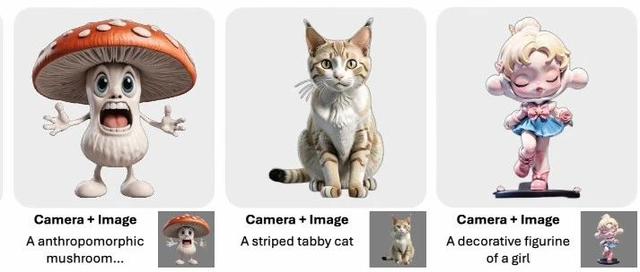 Camera + Image
A anthropomorphic
mushroom...
Camera + Image
A striped tabby cat
Camera + Image
A decorative figurine
of a girl